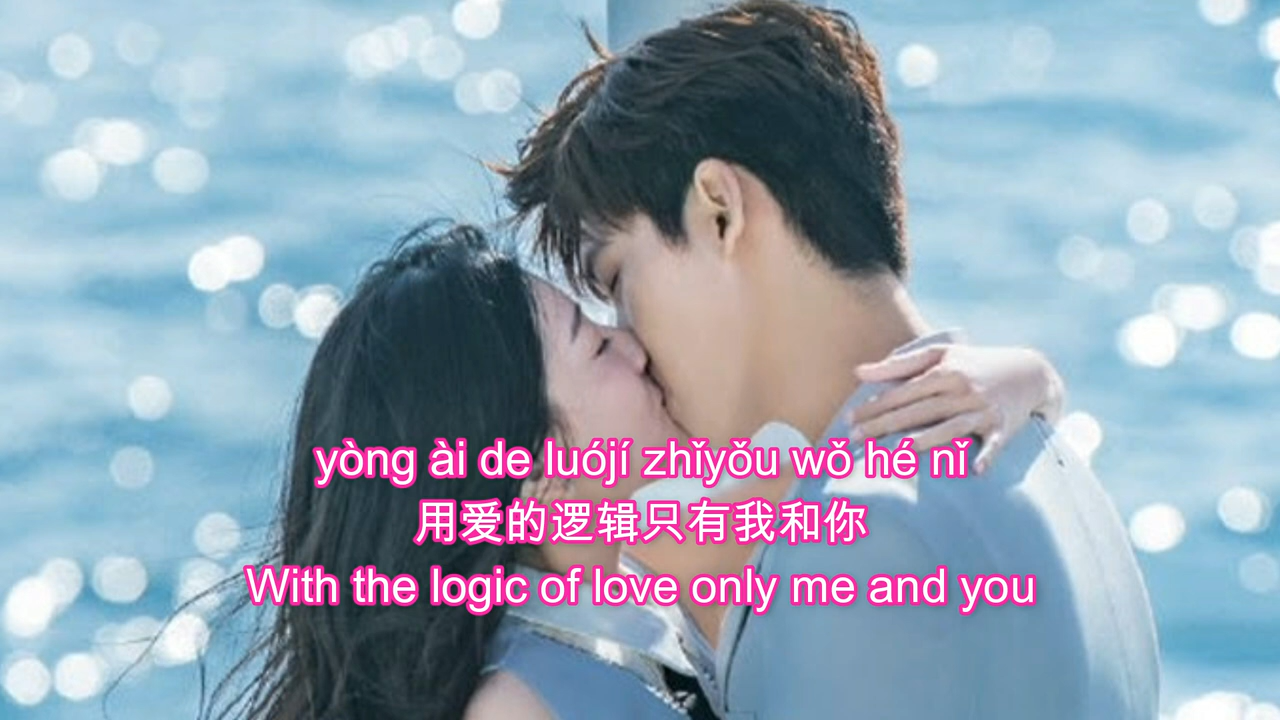 yòng ài de luójí zhǐyǒu wǒ hé nǐ
用爱的逻辑只有我和你
With the logic of love only me and you